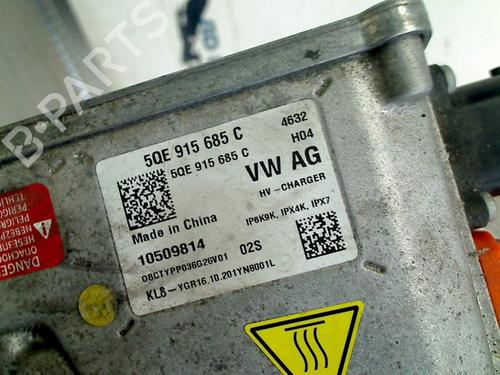 B-PARTS
5QE 915 685 C
4632
5QE 915 685 C
H04
VW AG
HV-CHARGER
Made in China
IP6K9K, IPX4K, IPX7
10509814
02S
OBCTYPP036G26V01
KL8-YGR16.10.201YN8001L
DANGER